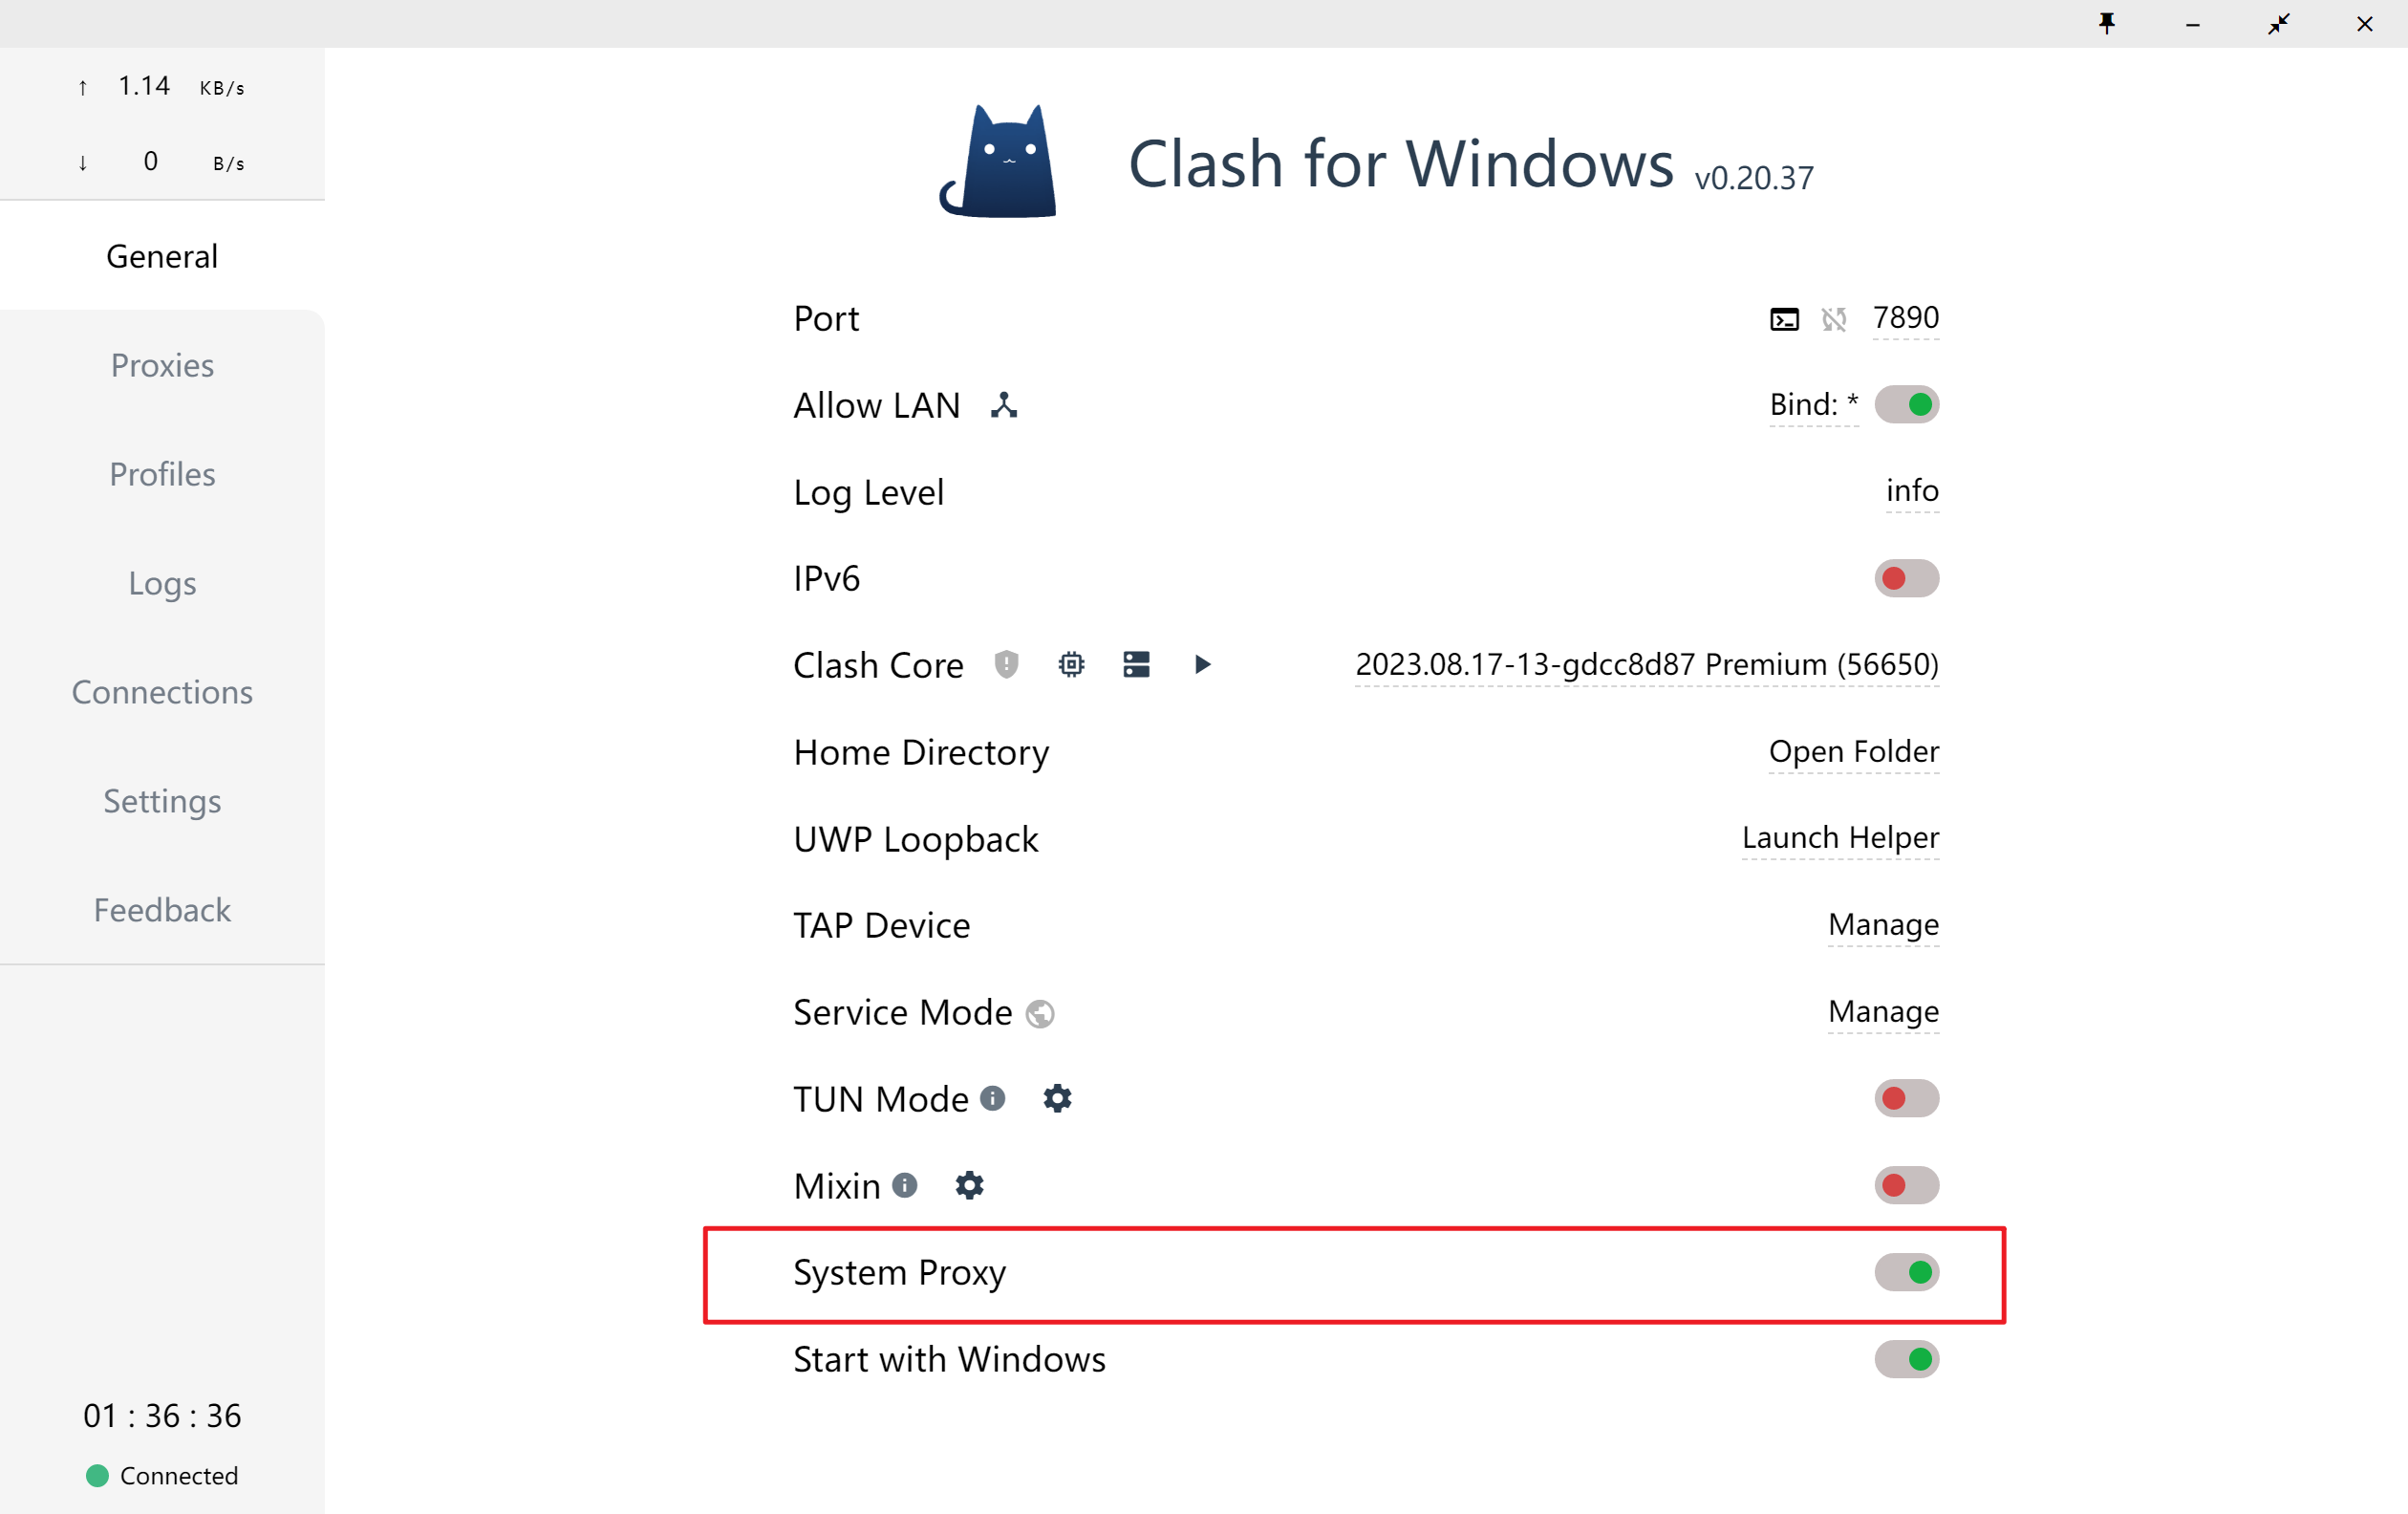 ↑ 1.14 KB/s
↓ 0 B/s
General
Proxies
Profiles
Logs
Connections
Settings
Feedback
01 : 36 : 36
Connected
Clash for Windows v0.20.37
Port 7890
Allow LAN Bind: *
Log Level info
IPv6
Clash Core 2023.08.17-13-gdcc8d87 Premium (56650)
Home Directory Open Folder
UWP Loopback Launch Helper
TAP Device Manage
Service Mode Manage
TUN Mode
Mixin
System Proxy
Start with Windows